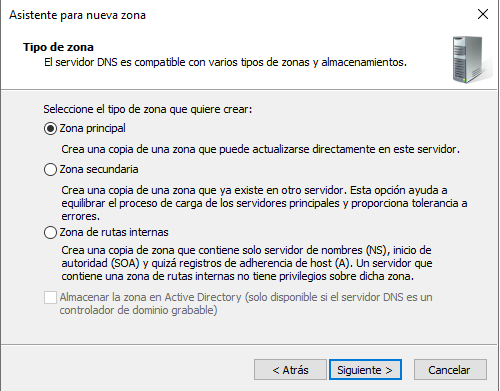 Asistente para nueva zona
Tipo de zona
El servidor DNS es compatible con varios tipos de zonas y almacenamientos.
Seleccione el tipo de zona que quiere crear:
Zona principal
Crea una copia de una zona que puede actualizarse directamente en este servidor.
Zona secundaria
Crea una copia de una zona que ya existe en otro servidor. Esta opción ayuda a
equilibrar el proceso de carga de los servidores principales y proporciona tolerancia a
errores.
Zona de rutas internas
Crea una copia de zona que contiene solo servidor de nombres (NS), inicio de
autoridad (SOA) y quizá registros de adherencia de host (A). Un servidor que
contiene una zona de rutas internas no tiene privilegios sobre dicha zona.
Almacenar la zona en Active Directory (solo disponible si el servidor DNS es un
controlador de dominio grabable)
< Atrás
Siguiente >
Cancelar